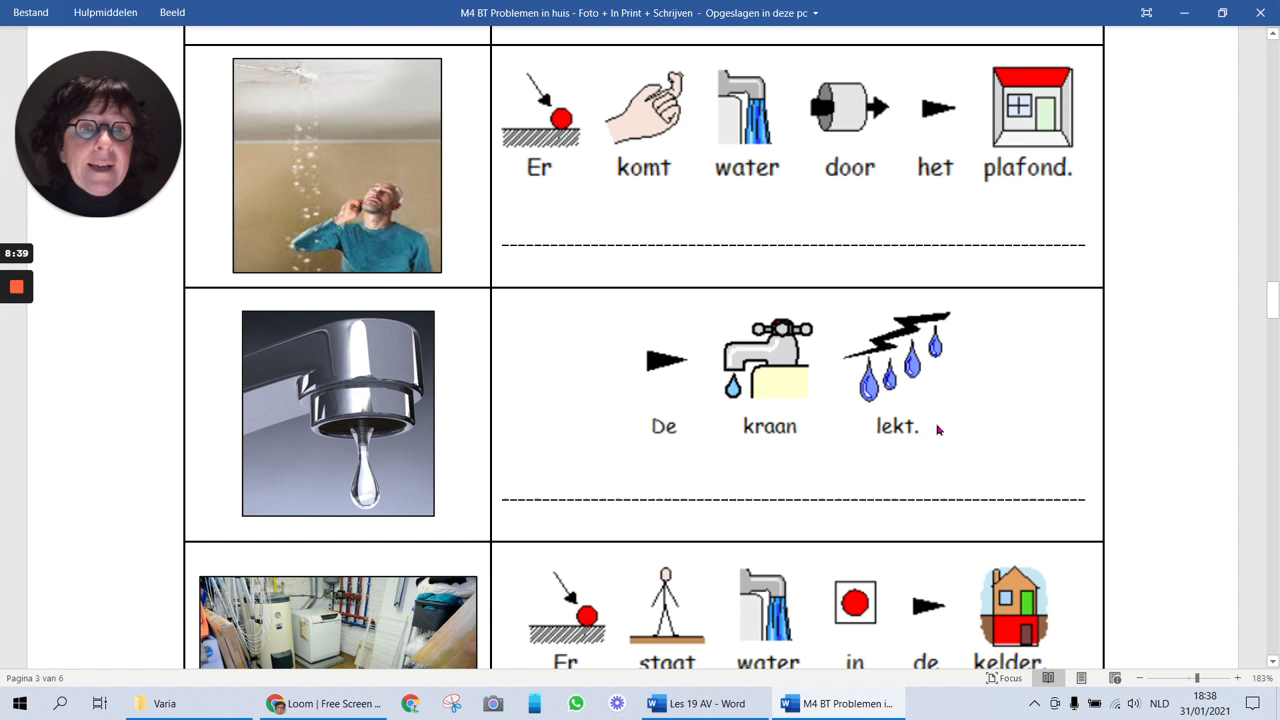 Bestand Hulpmiddelen Beeld M4 BT Problemen in huis - Foto + In Print + Schrijven - Opgeslagen in deze pc
Er komt water door het plafond.
8:39
De kraan lekt.
Er staat water in de kelder.
Pagina 3 van 6 Focus 183%
Varia Loom | Free Screen ... Les 19 AV - Word M4 BT Problemen i... NLD 18:38
31/01/2021